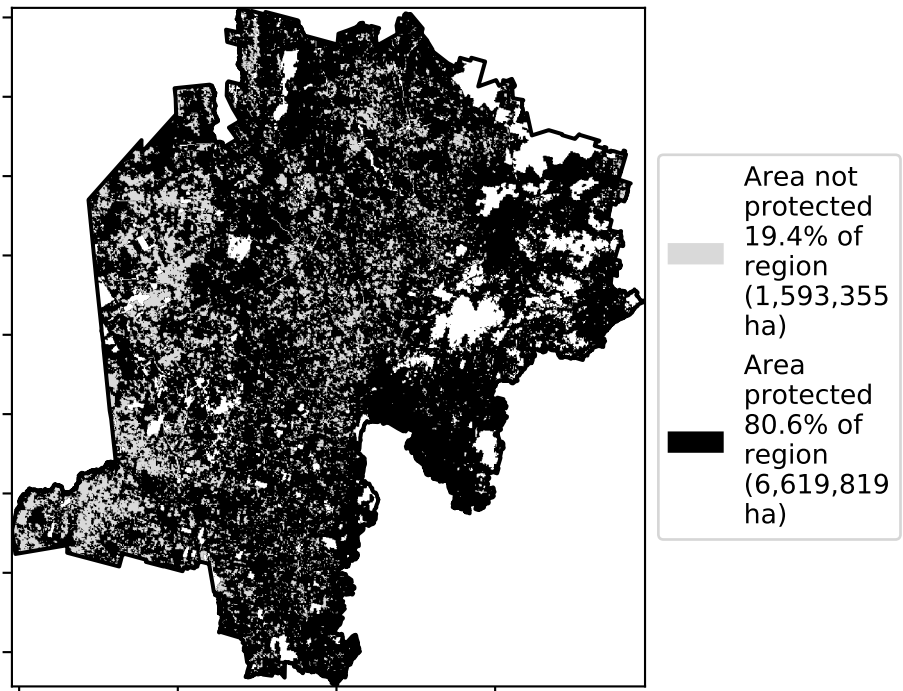 Area not
protected
19.4% of
region
(1,593,355
ha)
Area
protected
80.6% of
region
(6,619,819
ha)